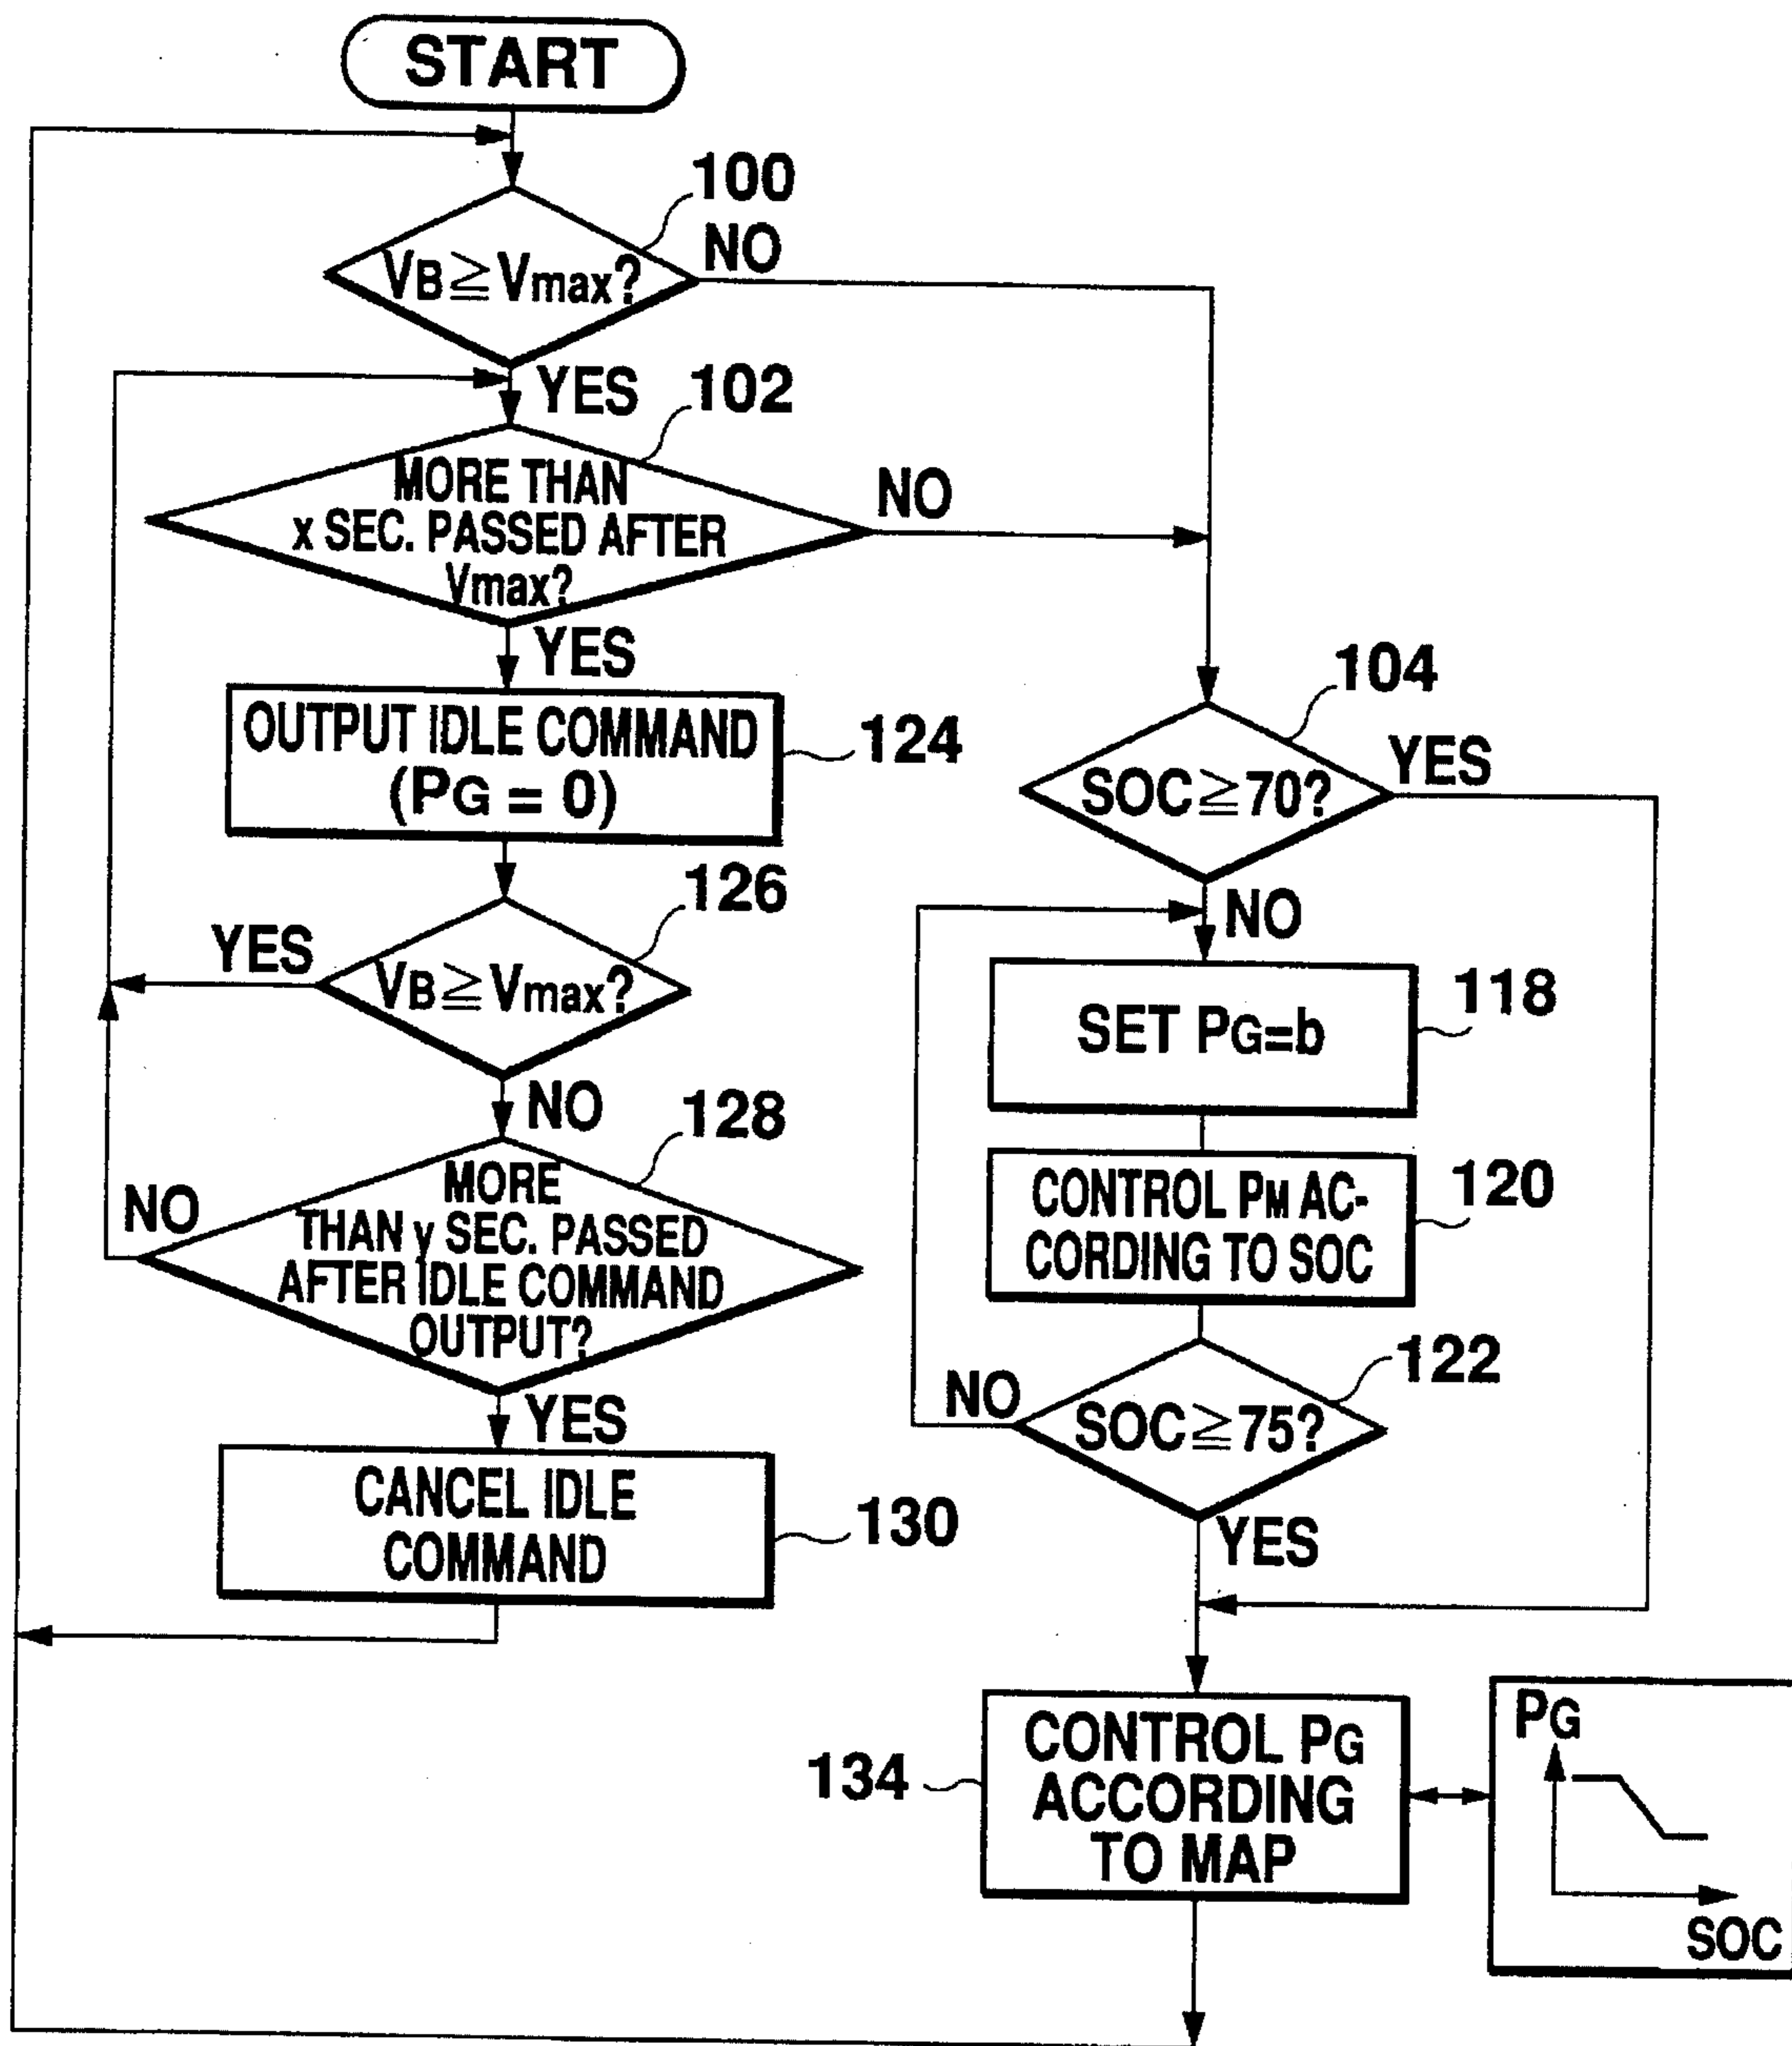 START
100
VB≧Vmax?
NO
YES
102
MORE THAN
x SEC. PASSED AFTER
Vmax?
NO
YES
OUTPUT IDLE COMMAND
(PG = 0)
124
104
SOC≧70?
YES
NO
126
VB≧Vmax?
YES
NO
SET PG=b
118
128
MORE
THAN y SEC. PASSED
AFTER IDLE COMMAND
OUTPUT?
NO
YES
CONTROL PM AC-
CORDING TO SOC
120
122
SOC≧75?
NO
YES
CANCEL IDLE
COMMAND
130
134
CONTROL PG
ACCORDING
TO MAP
PG
SOC